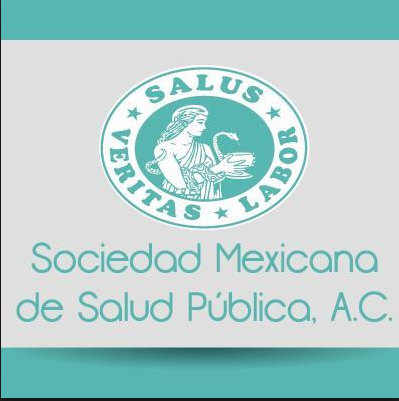 SALUS
VERITAS
LABOR
Sociedad Mexicana
de Salud Pública, A.C.